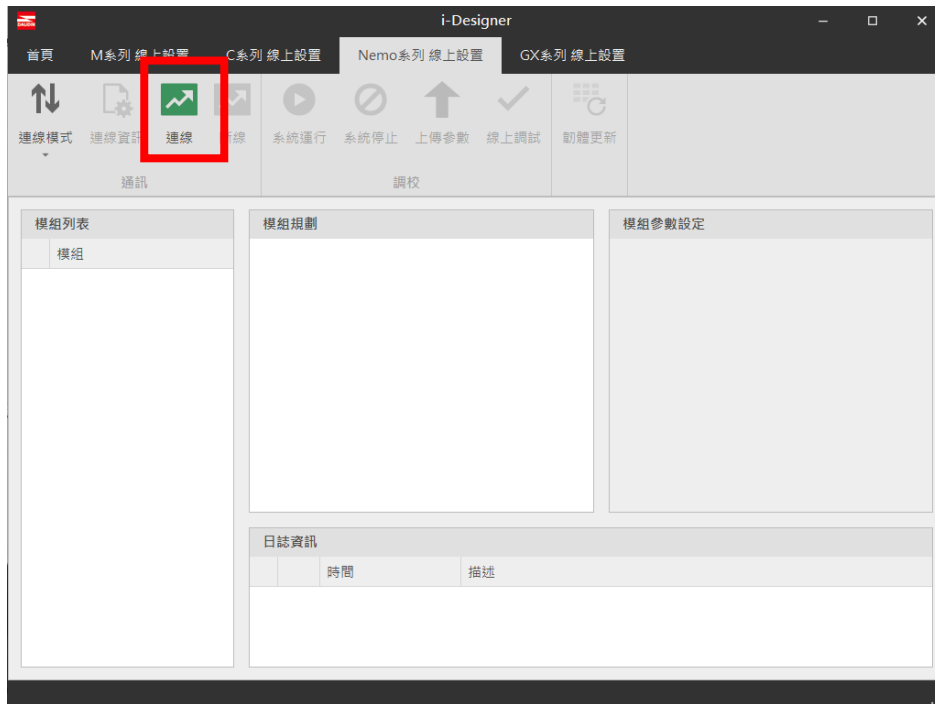 i-Designer
首頁 M系列 線上設置 C系列 線上設置 Nemo系列 線上設置 GX系列 線上設置
連線模式 連線資訊 連線 斷線 系統運行 系統停止 上傳參數 線上調試 韌體更新
通訊 調校
模組列表 模組規劃 模組參數設定
模組
日誌資訊
時間 描述